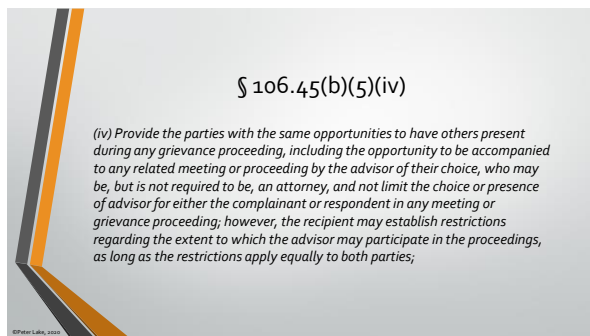 § 106.45(b)(5)(iv)
(iv) Provide the parties with the same opportunities to have others present
during any grievance proceeding, including the opportunity to be accompanied
to any related meeting or proceeding by the advisor of their choice, who may
be, but is not required to be, an attorney, and not limit the choice or presence
of advisor for either the complainant or respondent in any meeting or
grievance proceeding; however, the recipient may establish restrictions
regarding the extent to which the advisor may participate in the proceedings,
as long as the restrictions apply equally to both parties;
©Peter Lake, 2020